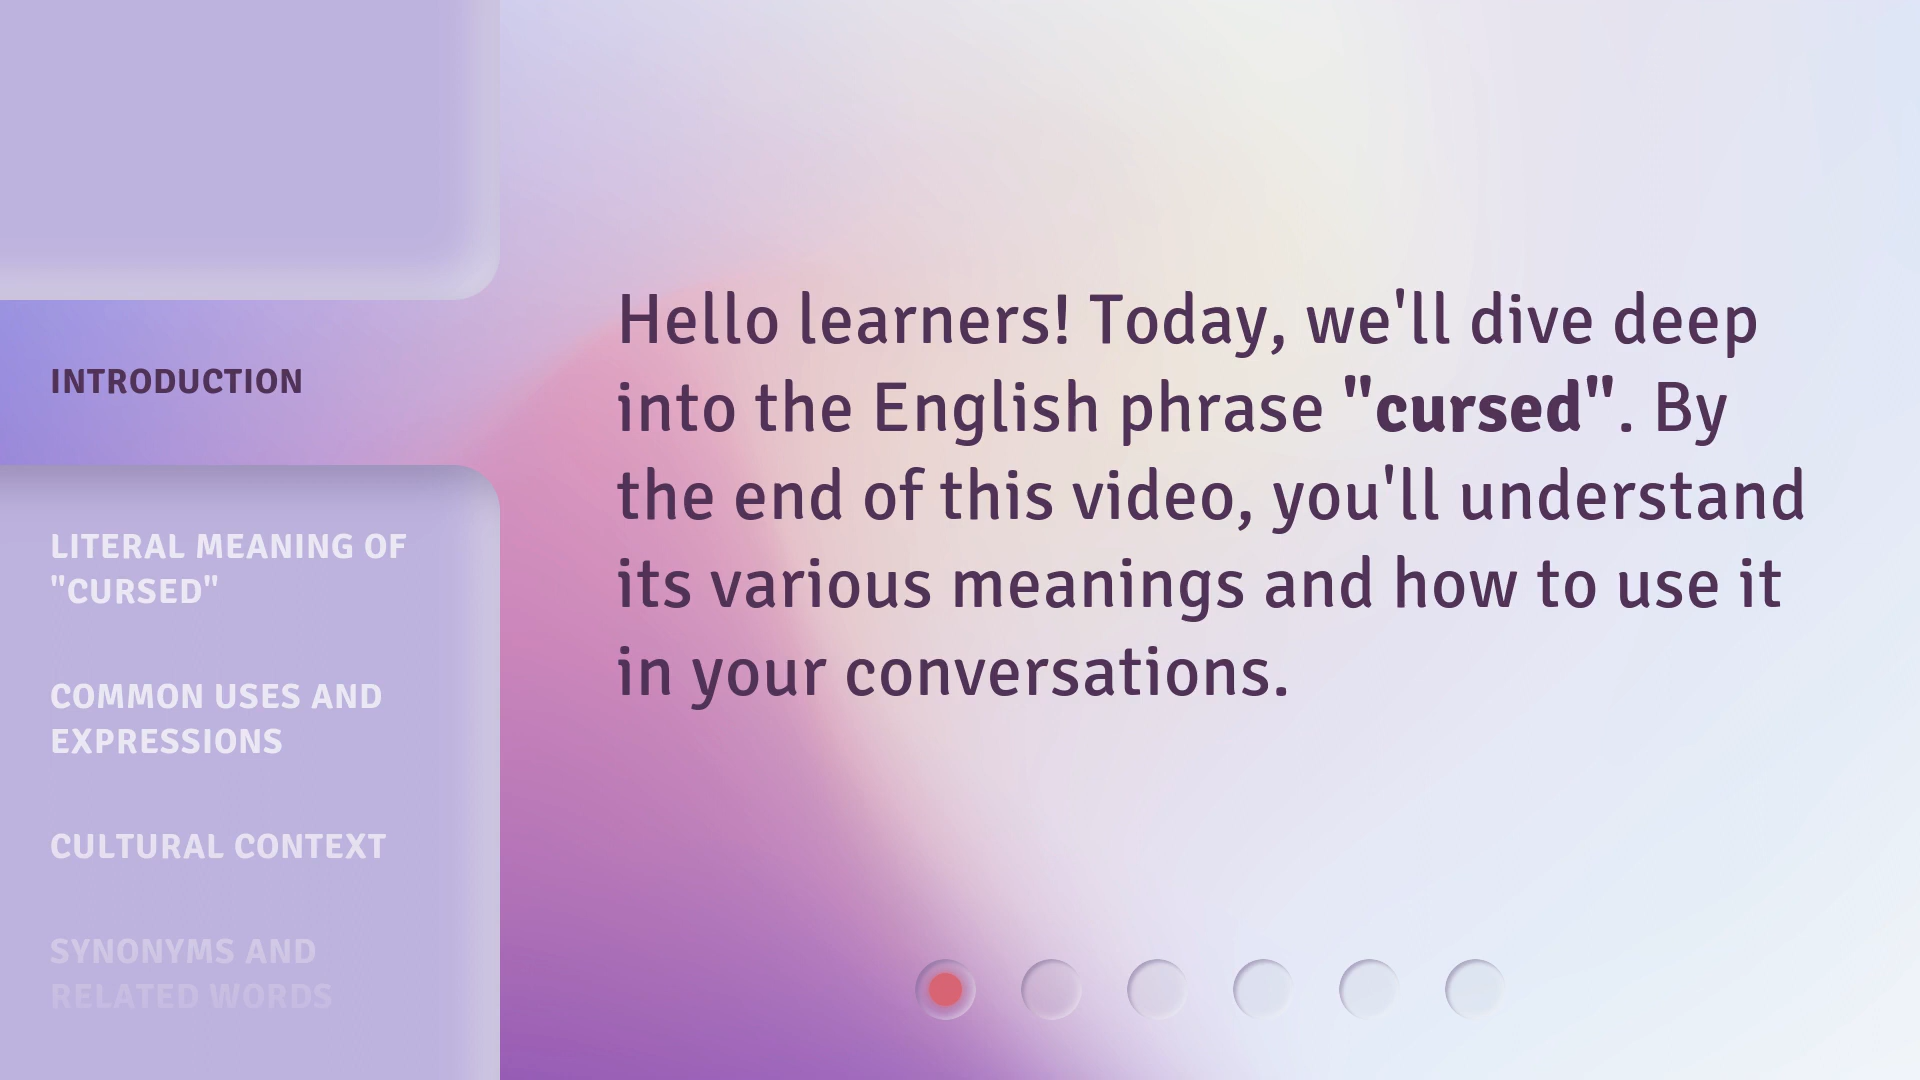 INTRODUCTION
LITERAL MEANING OF
"CURSED"
COMMON USES AND
EXPRESSIONS
CULTURAL CONTEXT
SYNONYMS AND
RELATED WORDS
Hello learners! Today, we'll dive deep
into the English phrase "cursed". By
the end of this video, you'll understand
its various meanings and how to use it
in your conversations.